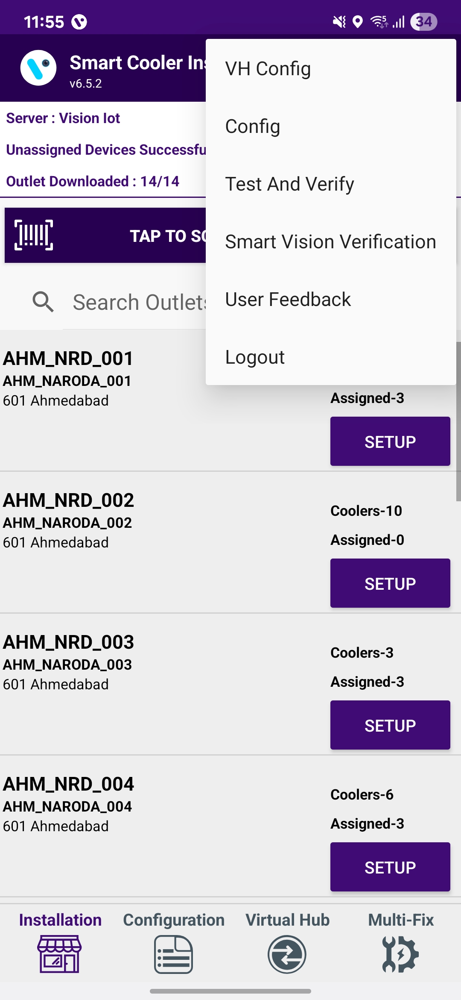 11:55
5
34
Smart Cooler Ins
v6.5.2
VH Config
Config
Test And Verify
Smart Vision Verification
User Feedback
Logout
Server : Vision Iot
Unassigned Devices Successfu
Outlet Downloaded : 14/14
TAP TO SC
Search Outlets
AHM_NRD_001
AHM_NARODA_001
601 Ahmedabad
Assigned-3
SETUP
AHM_NRD_002
AHM_NARODA_002
601 Ahmedabad
Coolers-10
Assigned-0
SETUP
AHM_NRD_003
AHM_NARODA_003
601 Ahmedabad
Coolers-3
Assigned-3
SETUP
AHM_NRD_004
AHM_NARODA_004
601 Ahmedabad
Coolers-6
Assigned-3
SETUP
Installation
Configuration
Virtual Hub
Multi-Fix